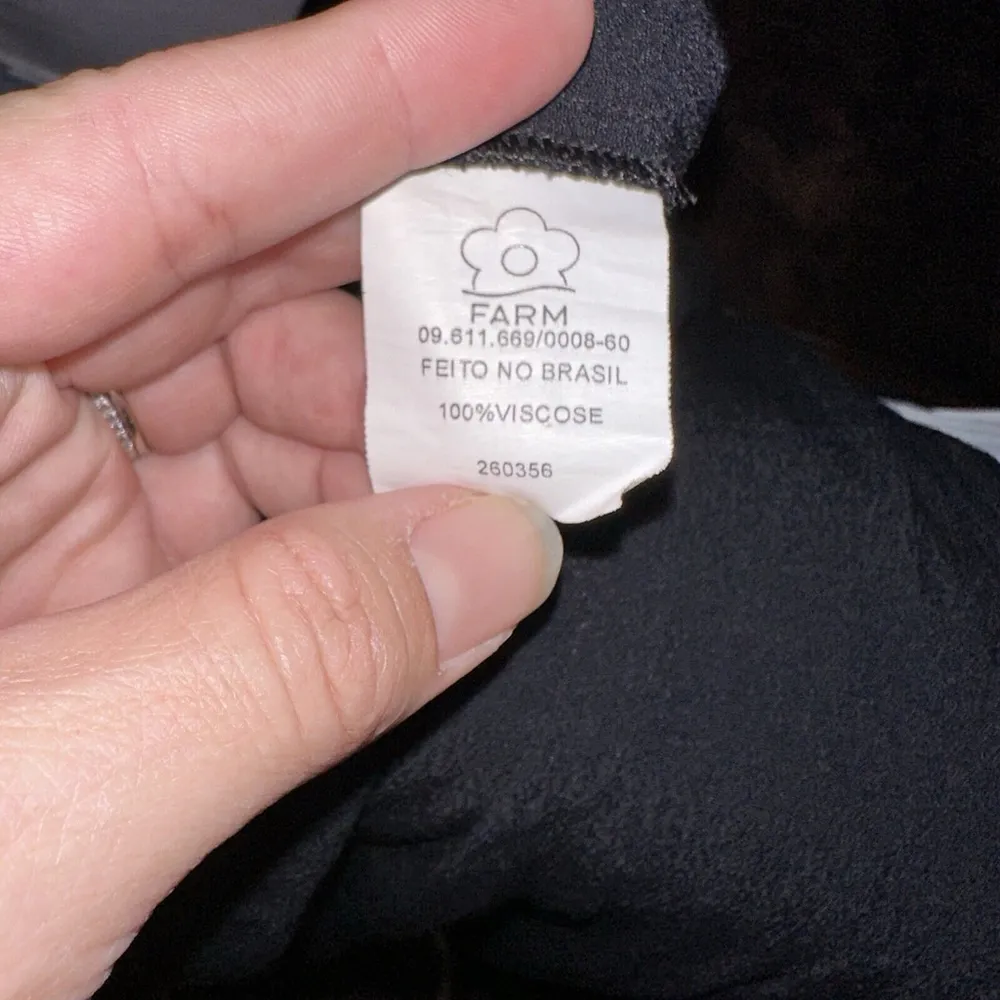 FARM
09.611.669/0008-60
FEITO NO BRASIL
100%VISCOSE
260356